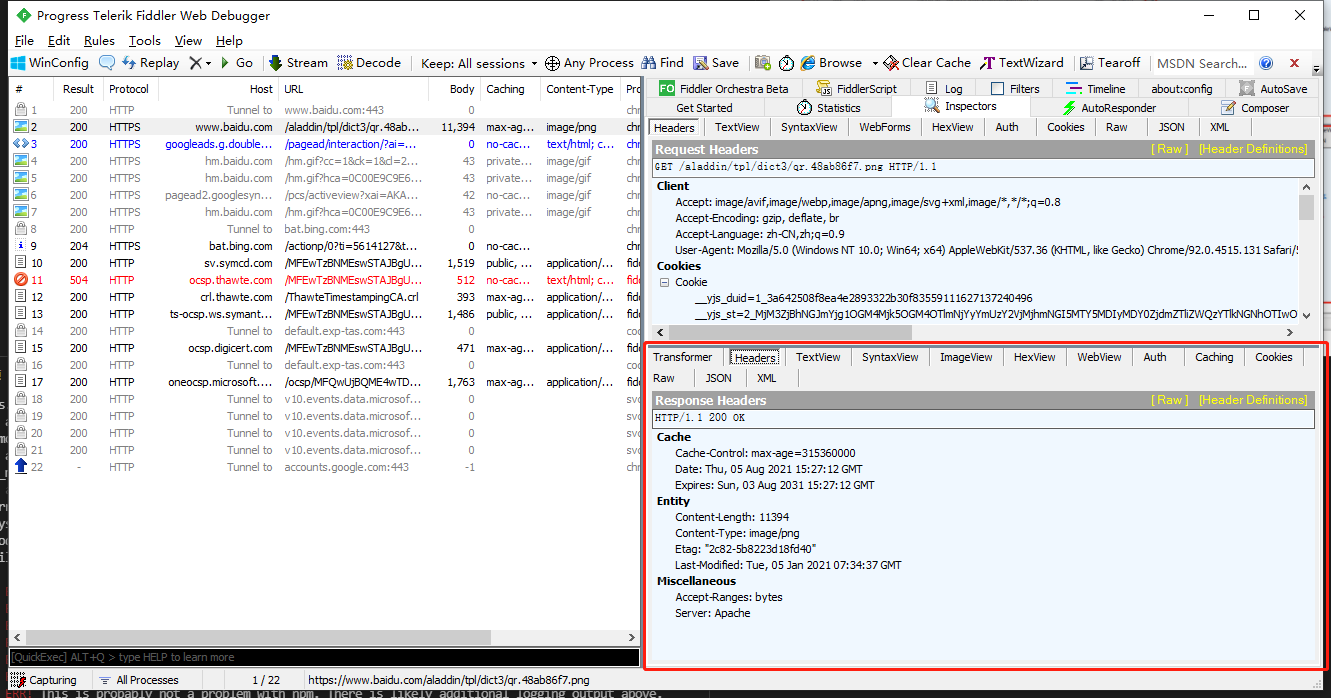 Progress Telerik Fiddler Web Debugger
File Edit Rules Tools View Help
WinConfig Replay Go Stream Decode Keep: All sessions Any Process Find Save Browse Clear Cache TextWizard Tearoff MSDN Search...
# Result Protocol Host URL Body Caching Content-Type Pro
1 200 HTTP Tunnel to www.baidu.com:443 0 chr
2 200 HTTPS www.baidu.com /aladdin/tpl/dict3/qr.48ab... 11,394 max-ag... image/png chr
3 200 HTTPS googleads.g.double... /pagead/interaction/?ai=... 0 no-cac... text/html; c... chr
4 200 HTTPS hm.baidu.com /hm.gif?cc=1&ck=1&cl=2... 43 private... image/gif chr
5 200 HTTPS hm.baidu.com /hm.gif?hca=0C00E9C9E6... 43 private... image/gif chr
6 200 HTTPS pagead2.googlesyn... /pcs/activeview?xai=AKA... 42 no-cac... image/gif chr
7 200 HTTPS hm.baidu.com /hm.gif?hca=0C00E9C9E6... 43 private... image/gif chr
8 200 HTTP Tunnel to bat.bing.com:443 0 chr
9 204 HTTPS bat.bing.com /actionp/0?ti=5614127&t... 0 no-cac... chr
10 200 HTTP sv.symcd.com /MFEwTzBNMEswSTAJBgU... 1,519 public, ... application/... fidd
11 504 HTTP ocsp.thawte.com /MFEwTzBNMEswSTAJBgU... 512 no-cac... text/html; c... fidd
12 200 HTTP crl.thawte.com /ThawteTimestampingCA.crl 393 max-ag... application/... fidd
13 200 HTTP ts-ocsp.ws.symant... /MFEwTzBNMEswSTAJBgU... 1,486 public, ... application/... fidd
14 200 HTTP Tunnel to default.exp-tas.com:443 0 coc
15 200 HTTP ocsp.digicert.com /MFEwTzBNMEswSTAJBgU... 471 max-ag... application/... fidd
16 200 HTTP Tunnel to default.exp-tas.com:443 0 coc
17 200 HTTP oneocsp.microsoft.... /ocsp/MFQwUjBQME4wTD... 1,763 max-ag... application/... fidd
18 200 HTTP Tunnel to v10.events.data.microsof... 0 svc
19 200 HTTP Tunnel to v10.events.data.microsof... 0 svc
20 200 HTTP Tunnel to v10.events.data.microsof... 0 svc
21 200 HTTP Tunnel to v10.events.data.microsof... 0 svc
22 - HTTP Tunnel to accounts.google.com:443 -1 chr
[QuickExec] ALT+Q > type HELP to learn more
Capturing All Processes 1 / 22 https://www.baidu.com/aladdin/tpl/dict3/qr.48ab86f7.png
ERR! This is probably not a problem with npm. There is likely additional logging output above.
FO Fiddler Orchestra Beta FiddlerScript Log Filters Timeline about:config AutoSave
Get Started Statistics Inspectors AutoResponder Composer
Headers TextView SyntaxView WebForms HexView Auth Cookies Raw JSON XML
Request Headers [ Raw ] [Header Definitions]
GET /aladdin/tpl/dict3/qr.48ab86f7.png HTTP/1.1
Client
Accept: image/avif,image/webp,image/apng,image/svg+xml,image/*,*/*;q=0.8
Accept-Encoding: gzip, deflate, br
Accept-Language: zh-CN,zh;q=0.9
User-Agent: Mozilla/5.0 (Windows NT 10.0; Win64; x64) AppleWebKit/537.36 (KHTML, like Gecko) Chrome/92.0.4515.131 Safari/5
Cookies
Cookie
__yjs_duid=1_3a642508f8ea4e2893322b30f83559111627137240496
__yjs_st=2_MjM3ZjBhNGJmYjg1OGM4Mjk5OGM4OTlmNjYyYmUzY2VjMjhmNGI5MTY5MDIyMDY0ZjdmZTliZWQzYTlkNGNhOTIwO
Transformer Headers TextView SyntaxView ImageView HexView WebView Auth Caching Cookies
Raw JSON XML
Response Headers [ Raw ] [Header Definitions]
HTTP/1.1 200 OK
Cache
Cache-Control: max-age=315360000
Date: Thu, 05 Aug 2021 15:27:12 GMT
Expires: Sun, 03 Aug 2031 15:27:12 GMT
Entity
Content-Length: 11394
Content-Type: image/png
Etag: "2c82-5b8223d18fd40"
Last-Modified: Tue, 05 Jan 2021 07:34:37 GMT
Miscellaneous
Accept-Ranges: bytes
Server: Apache